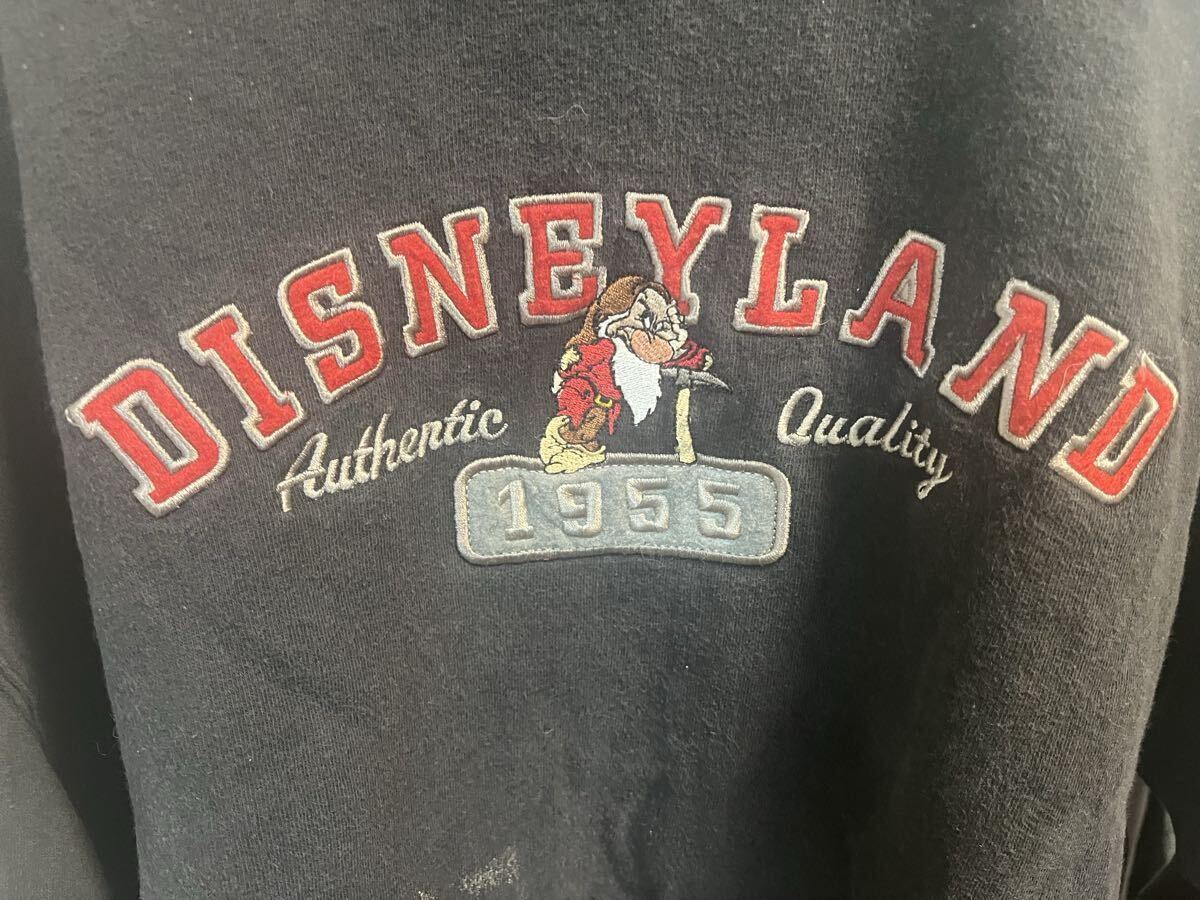 DISNEYLAND
Authentic Quality
1955